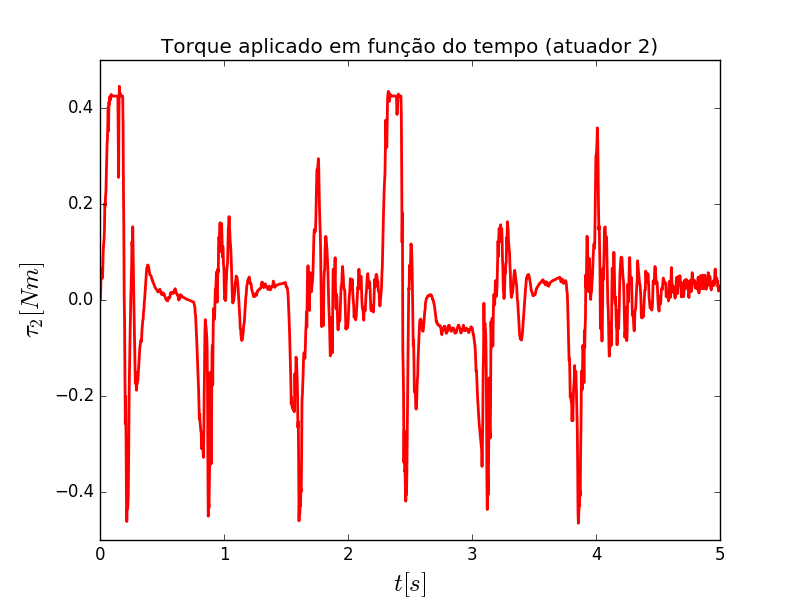 Torque aplicado em função do tempo (atuador 2)
τ₂[Nm]
0.4
0.2
0.0
−0.2
−0.4
0 1 2 3 4 5
t[s]